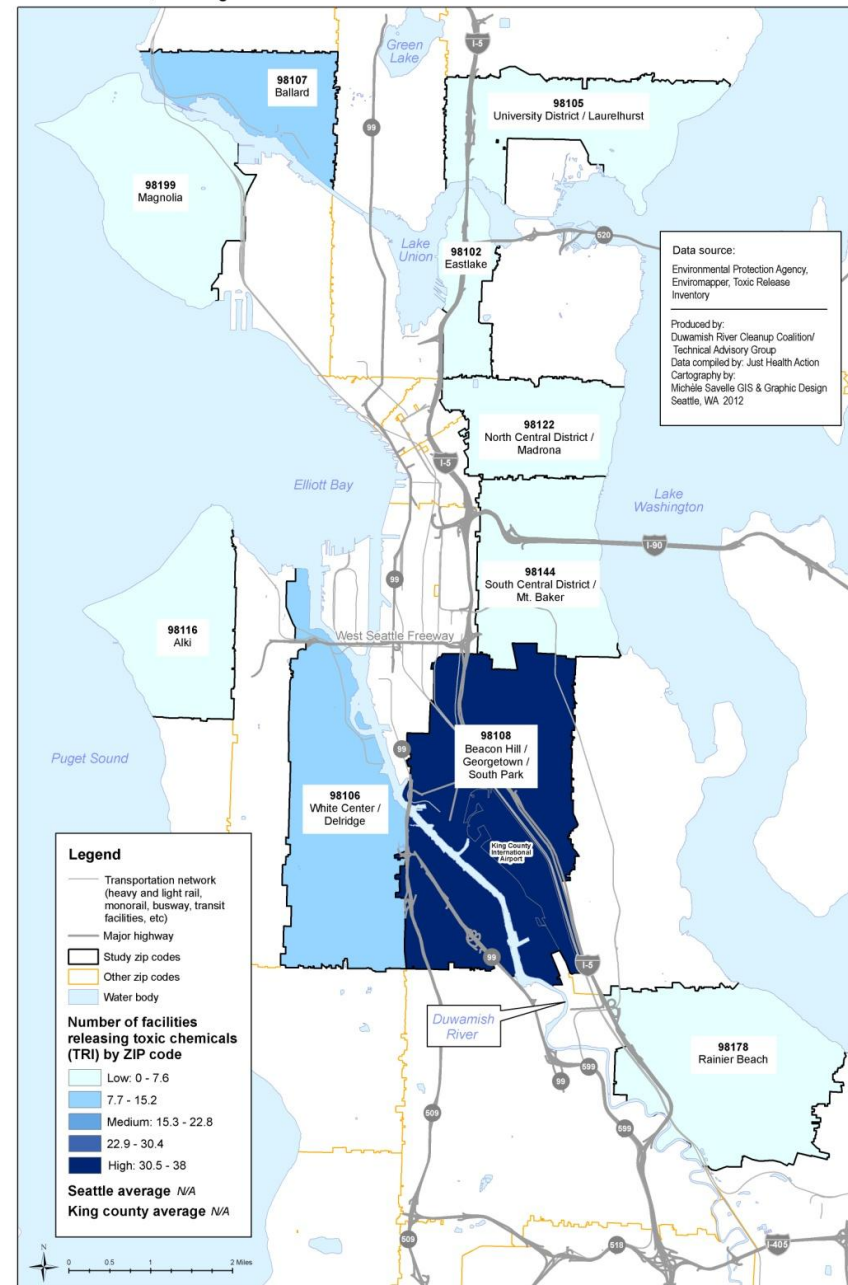 Green
Lake
I-5
98107
Ballard
98105
University District / Laurelhurst
99
98199
Magnolia
Lake
Union
98102
Eastlake
520
Data source:
Environmental Protection Agency,
Enviromapper, Toxic Release
Inventory
Produced by:
Duwamish River Cleanup Coalition/
Technical Advisory Group
Data compiled by: Just Health Action
Cartography by:
Michèle Savelle GIS & Graphic Design
Seattle, WA 2012
98122
North Central District /
Madrona
I-5
Elliott Bay
Lake
Washington
I-90
98144
South Central District /
Mt. Baker
99
98116
Alki
West Seattle Freeway
98108
Beacon Hill /
Georgetown /
South Park
99
Puget Sound
98106
White Center /
Delridge
King County
International
Airport
99
I-5
Duwamish
River
98178
Rainier Beach
599
99
509
599
509
518
I-405
Legend
Transportation network
(heavy and light rail,
monorail, busway, transit
facilities, etc)
Major highway
Study zip codes
Other zip codes
Water body
Number of facilities
releasing toxic chemicals
(TRI) by ZIP code
Low: 0 - 7.6
7.7 - 15.2
Medium: 15.3 - 22.8
22.9 - 30.4
High: 30.5 - 38
Seattle average N/A
King county average N/A
N
0 0.5 1 2 Miles